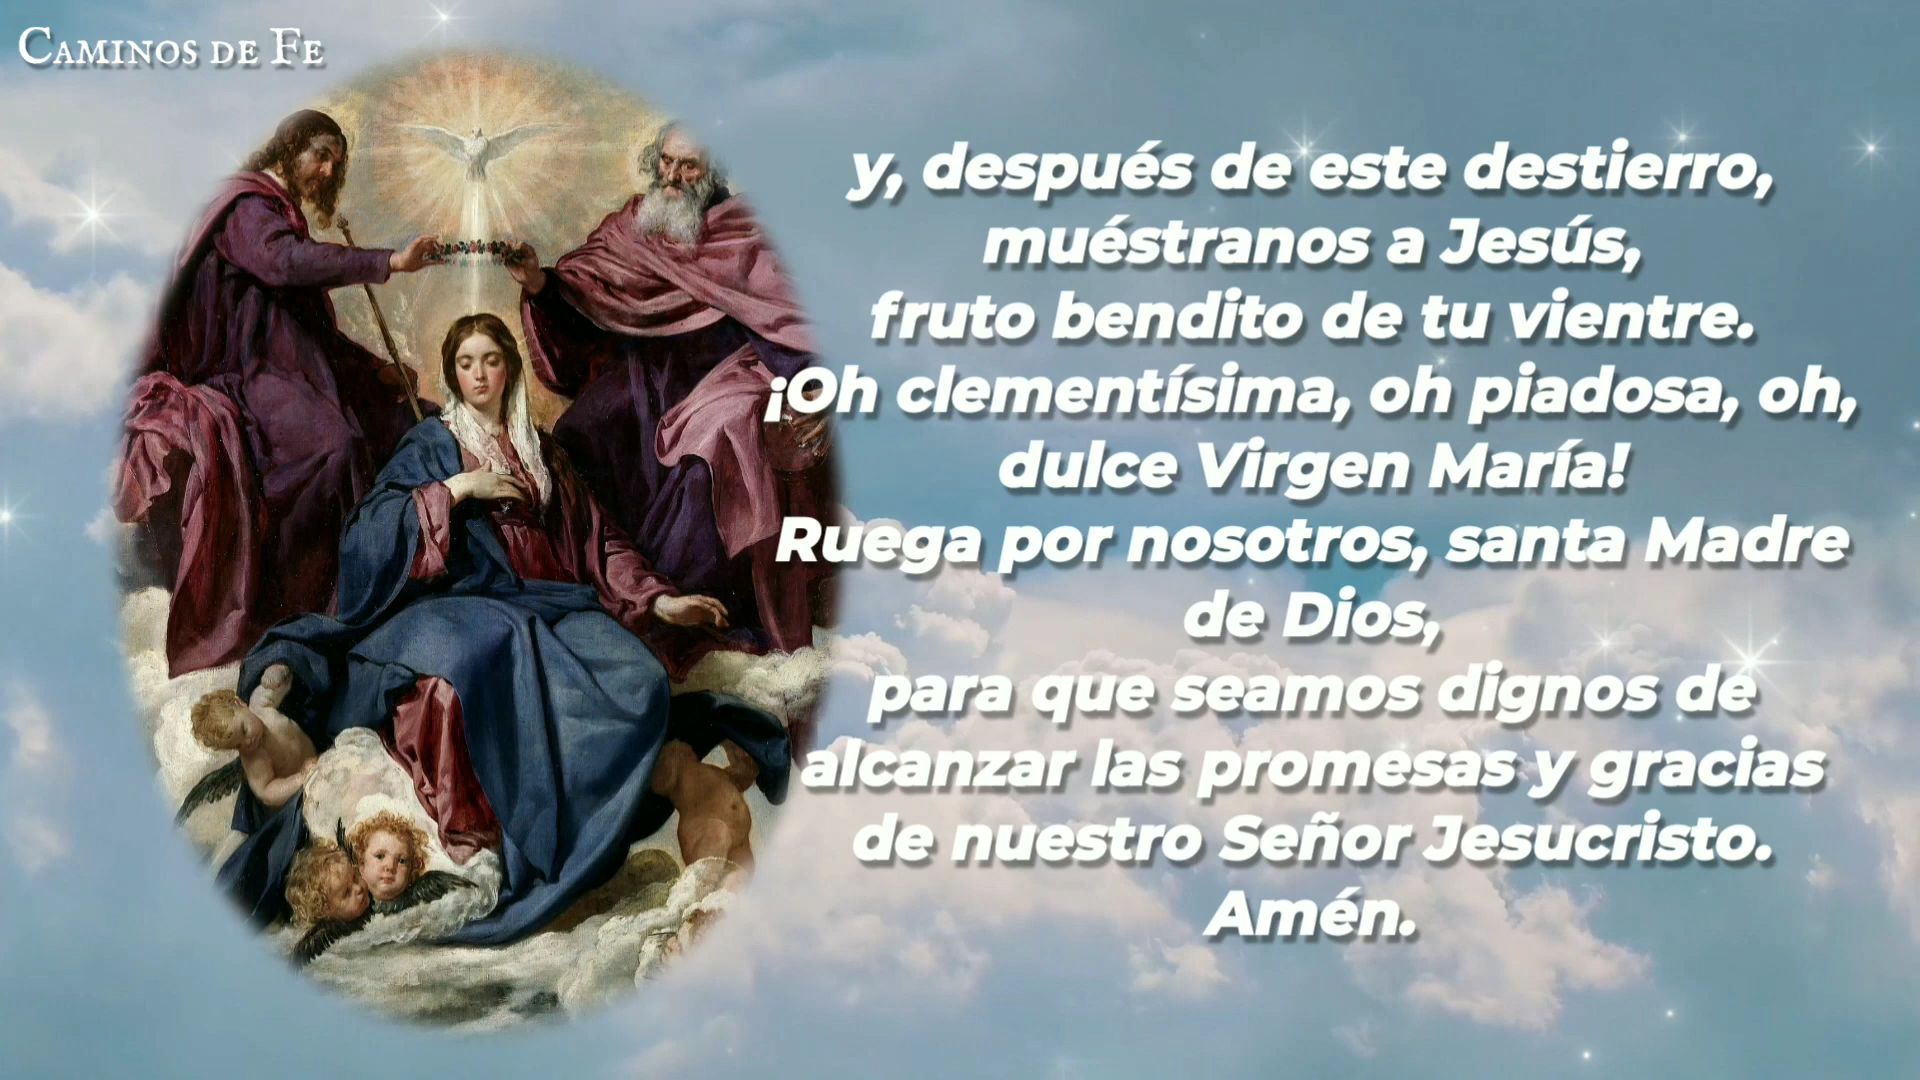 Caminos de Fe
y, después de este destierro,
muéstranos a Jesús,
fruto bendito de tu vientre.
¡Oh clementísima, oh piadosa, oh,
dulce Virgen María!
Ruega por nosotros, santa Madre
de Dios,
para que seamos dignos de
alcanzar las promesas y gracias
de nuestro Señor Jesucristo.
Amén.